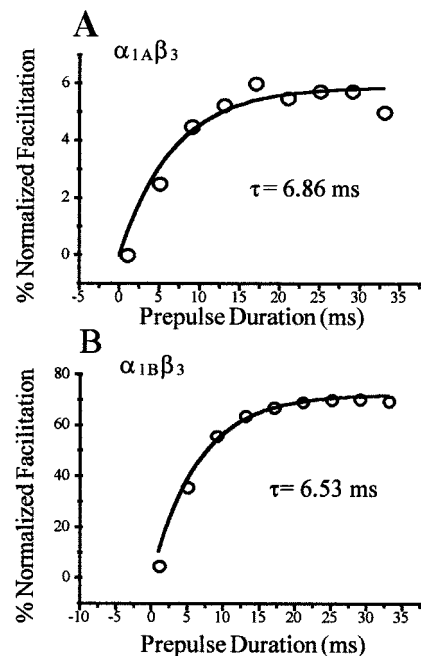 A
α1Aβ3
% Normalized Facilitation
6
4
2
0
τ= 6.86 ms
-5 0 5 10 15 20 25 30 35
Prepulse Duration (ms)
B
α1Bβ3
% Normalized Facilitation
80
60
40
20
0
τ= 6.53 ms
-10 -5 0 5 10 15 20 25 30 35
Prepulse Duration (ms)